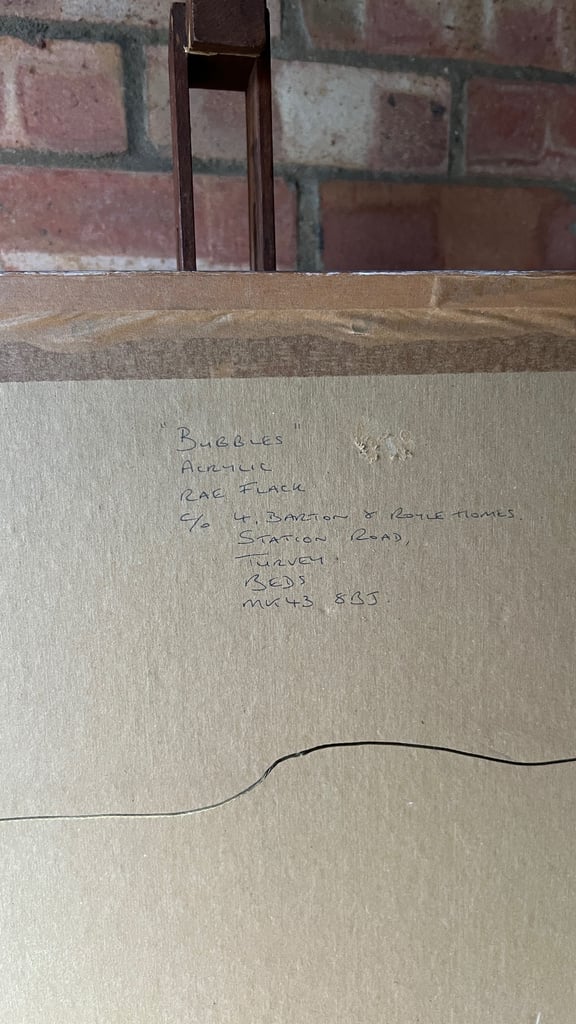 "BUBBLES"
ACRYLIC
RAE FLACK
c/o 4, BARTON & ROYLE HOMES.
STATION ROAD,
TURVEY.
BEDS
MK43 8BJ.